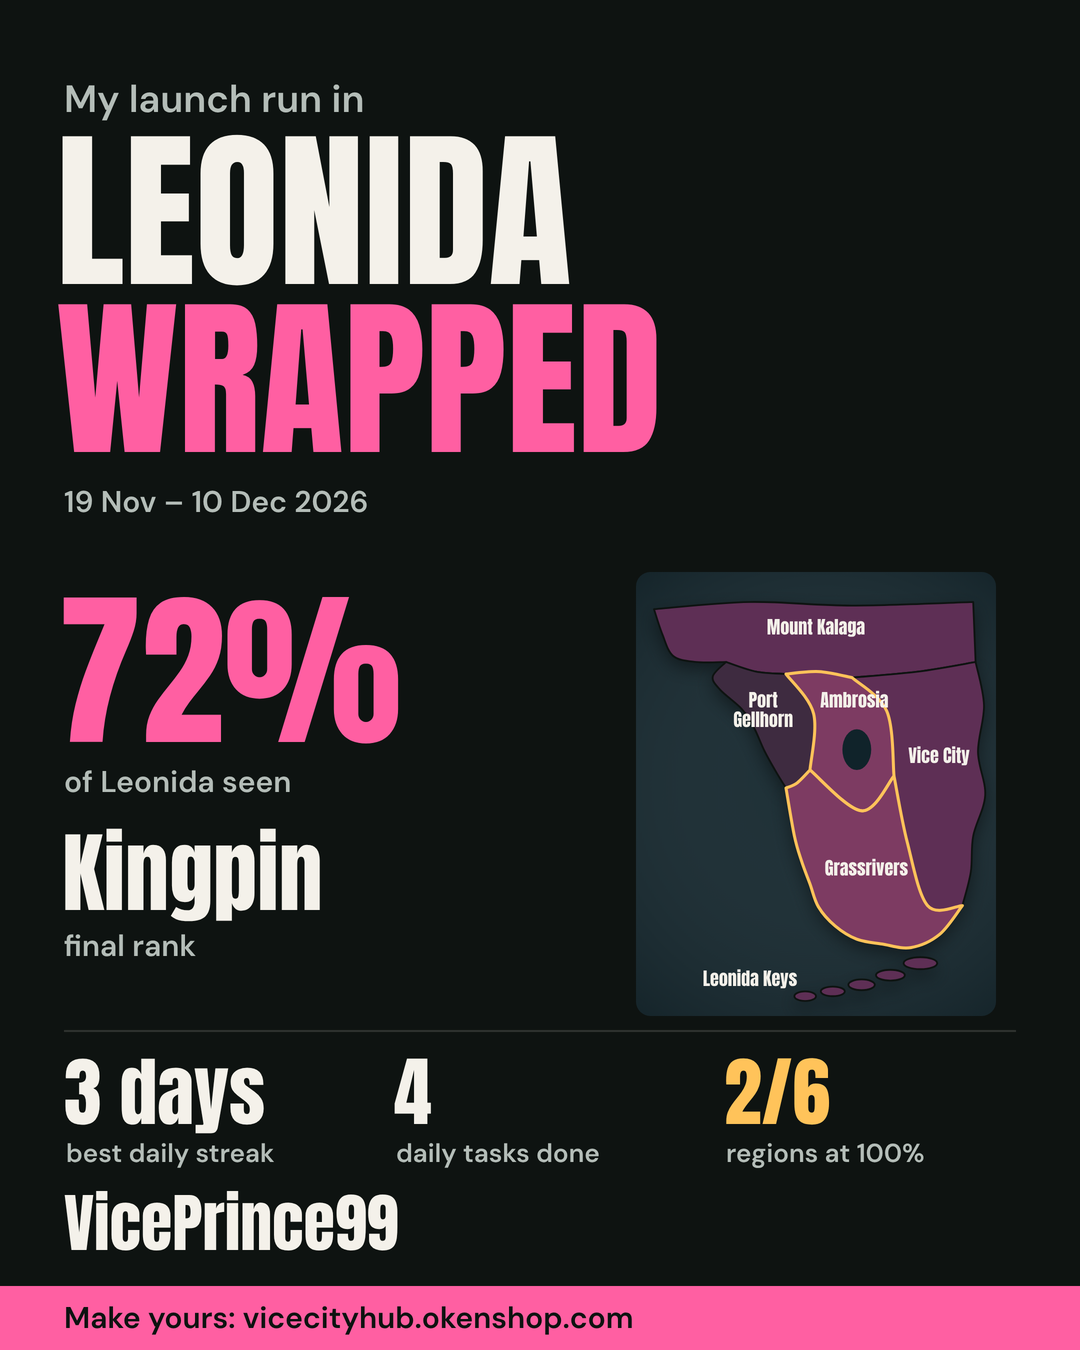 My launch run in
LEONIDA
WRAPPED
19 Nov – 10 Dec 2026
72%
of Leonida seen
Kingpin
final rank
Mount Kalaga
Port
Gellhorn
Ambrosia
Vice City
Grassrivers
Leonida Keys
3 days
best daily streak
4
daily tasks done
2/6
regions at 100%
VicePrince99
Make yours: vicecityhub.okenshop.com